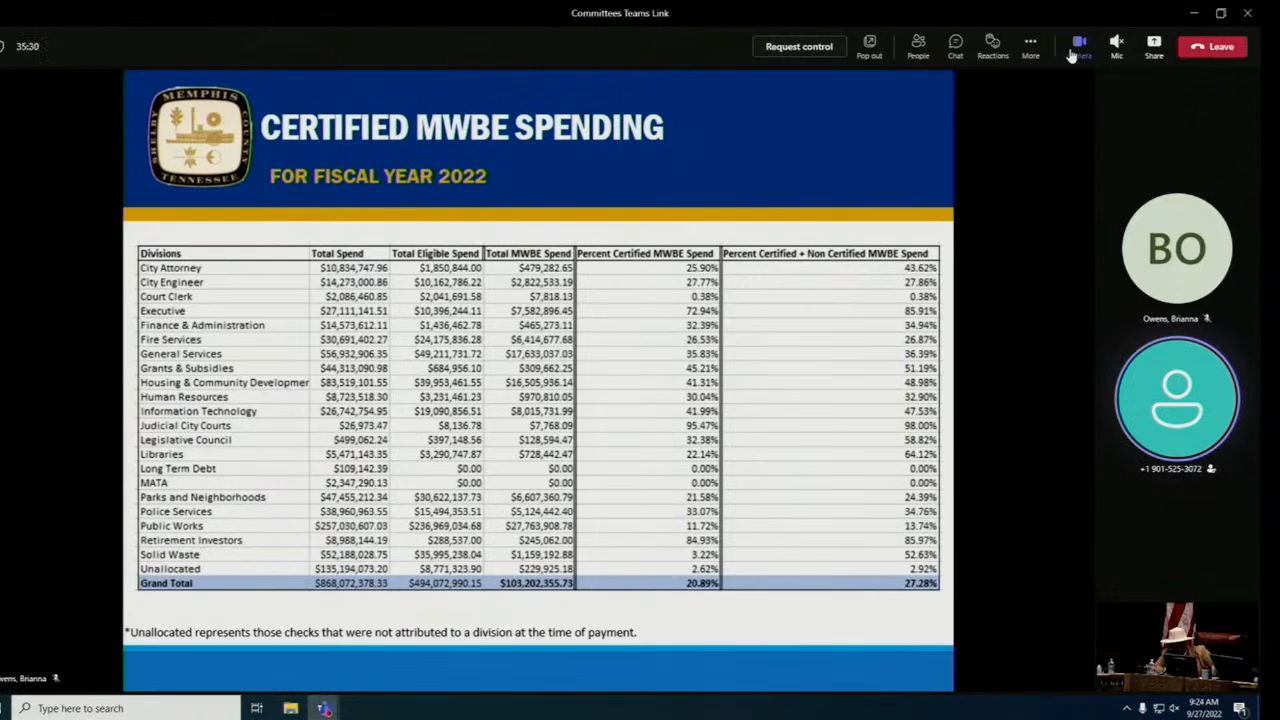 Committees Teams Link
35:30
Request control
Pop out
People
Chat
Reactions
More
Mic
Share
Leave
MEMPHIS
SHELBY
COUNTY
TENNESSEE
CERTIFIED MWBE SPENDING
FOR FISCAL YEAR 2022
Divisions Total Spend Total Eligible Spend Total MWBE Spend Percent Certified MWBE Spend Percent Certified + Non Certified MWBE Spend
City Attorney $10,834,747.96 $1,850,844.00 $479,282.65 25.90% 43.62%
City Engineer $14,273,000.86 $10,162,786.22 $2,822,533.19 27.77% 27.86%
Court Clerk $2,086,460.85 $2,041,691.58 $7,818.13 0.38% 0.38%
Executive $27,111,141.51 $10,396,244.11 $7,582,896.45 72.94% 85.91%
Finance & Administration $14,573,612.11 $1,436,462.78 $465,273.11 32.39% 34.94%
Fire Services $30,691,402.27 $24,175,836.28 $6,414,677.68 26.53% 26.87%
General Services $56,932,906.35 $49,211,731.72 $17,633,037.03 35.83% 36.39%
Grants & Subsidies $44,313,090.98 $684,956.10 $309,662.25 45.21% 51.19%
Housing & Community Developmer $83,519,101.55 $39,953,461.55 $16,505,936.14 41.31% 48.98%
Human Resources $8,723,518.30 $3,231,461.23 $970,810.05 30.04% 32.90%
Information Technology $26,742,754.95 $19,090,856.51 $8,015,731.99 41.99% 47.53%
Judicial City Courts $26,973.47 $8,136.78 $7,768.09 95.47% 98.00%
Legislative Council $499,062.24 $397,148.56 $128,594.47 32.38% 58.82%
Libraries $5,471,143.35 $3,290,747.87 $728,442.47 22.14% 64.12%
Long Term Debt $109,142.39 $0.00 $0.00 0.00% 0.00%
MATA $2,347,290.13 $0.00 $0.00 0.00% 0.00%
Parks and Neighborhoods $47,455,212.34 $30,622,137.73 $6,607,360.79 21.58% 24.39%
Police Services $38,960,963.55 $15,494,353.51 $5,124,442.40 33.07% 34.76%
Public Works $257,030,607.03 $236,969,034.68 $27,763,908.78 11.72% 13.74%
Retirement Investors $8,988,144.19 $288,537.00 $245,062.00 84.93% 85.97%
Solid Waste $52,188,028.75 $35,995,238.04 $1,159,192.88 3.22% 52.63%
Unallocated $135,194,073.20 $8,771,323.90 $229,925.18 2.62% 2.92%
Grand Total $868,072,378.33 $494,072,990.15 $103,202,355.73 20.89% 27.28%
*Unallocated represents those checks that were not attributed to a division at the time of payment.
BO
Owens, Brianna
+1 901-525-3072
wens, Brianna
Type here to search
9:24 AM
9/27/2022